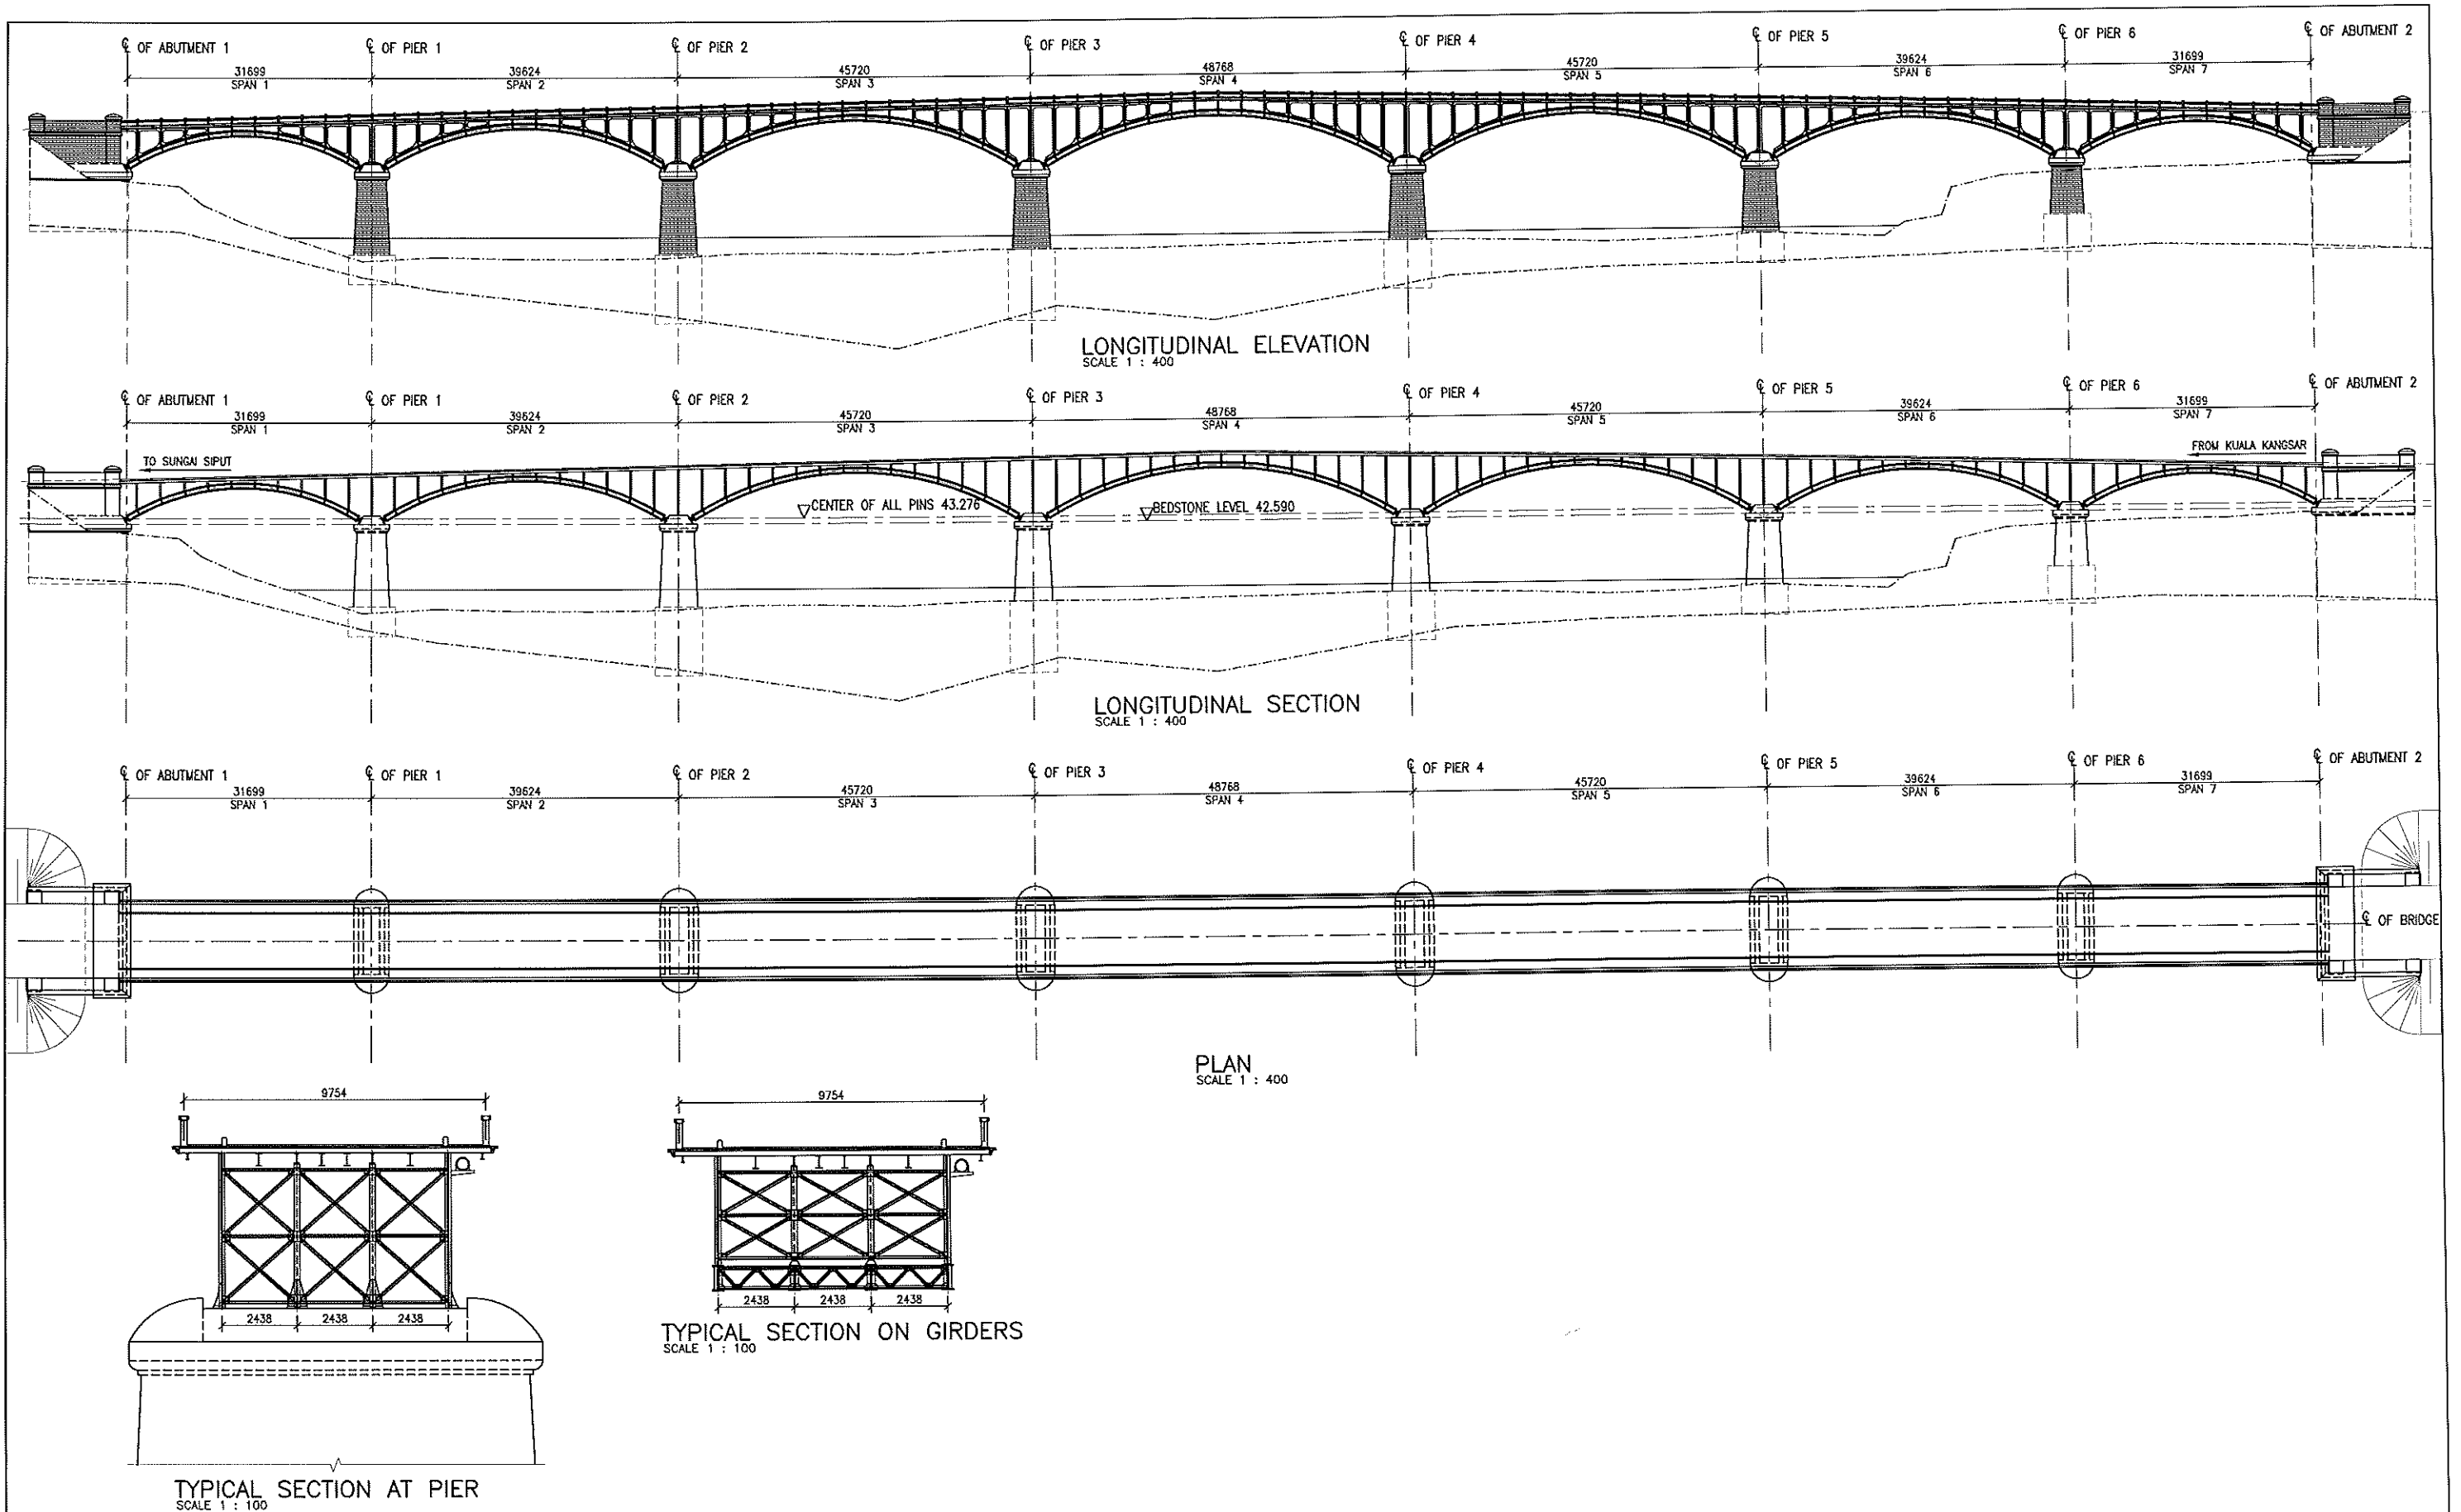 ℄ OF ABUTMENT 1 ℄ OF PIER 1 ℄ OF PIER 2 ℄ OF PIER 3 ℄ OF PIER 4 ℄ OF PIER 5 ℄ OF PIER 6 ℄ OF ABUTMENT 2
31699 39624 45720 48768 45720 39624 31699
SPAN 1 SPAN 2 SPAN 3 SPAN 4 SPAN 5 SPAN 6 SPAN 7
LONGITUDINAL ELEVATION
SCALE 1 : 400
℄ OF ABUTMENT 1 ℄ OF PIER 1 ℄ OF PIER 2 ℄ OF PIER 3 ℄ OF PIER 4 ℄ OF PIER 5 ℄ OF PIER 6 ℄ OF ABUTMENT 2
31699 39624 45720 48768 45720 39624 31699
SPAN 1 SPAN 2 SPAN 3 SPAN 4 SPAN 5 SPAN 6 SPAN 7
TO SUNGAI SIPUT FROM KUALA KANGSAR
CENTER OF ALL PINS 43.276 BEDSTONE LEVEL 42.590
LONGITUDINAL SECTION
SCALE 1 : 400
℄ OF ABUTMENT 1 ℄ OF PIER 1 ℄ OF PIER 2 ℄ OF PIER 3 ℄ OF PIER 4 ℄ OF PIER 5 ℄ OF PIER 6 ℄ OF ABUTMENT 2
31699 39624 45720 48768 45720 39624 31699
SPAN 1 SPAN 2 SPAN 3 SPAN 4 SPAN 5 SPAN 6 SPAN 7
℄ OF BRIDGE
PLAN
SCALE 1 : 400
9754
2438 2438 2438
TYPICAL SECTION AT PIER
SCALE 1 : 100
9754
2438 2438 2438
TYPICAL SECTION ON GIRDERS
SCALE 1 : 100